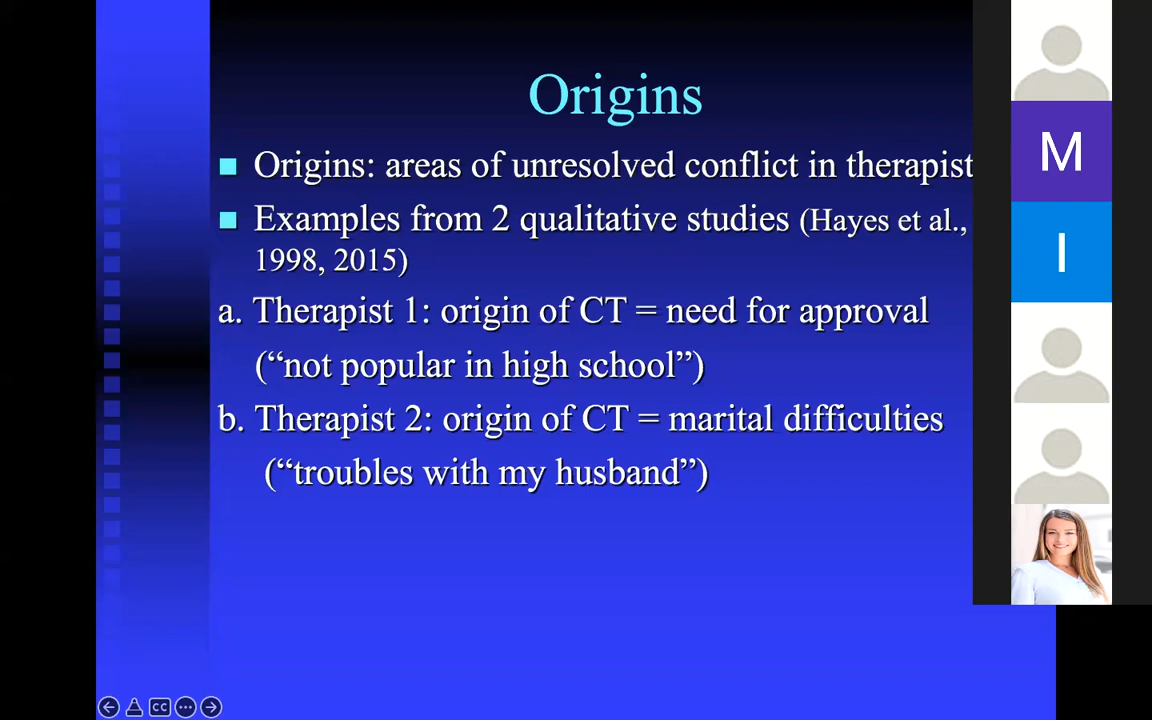 Origins
Origins: areas of unresolved conflict in therapist
Examples from 2 qualitative studies (Hayes et al.,
1998, 2015)
a. Therapist 1: origin of CT = need for approval
(“not popular in high school”)
b. Therapist 2: origin of CT = marital difficulties
(“troubles with my husband”)
M
I
CC